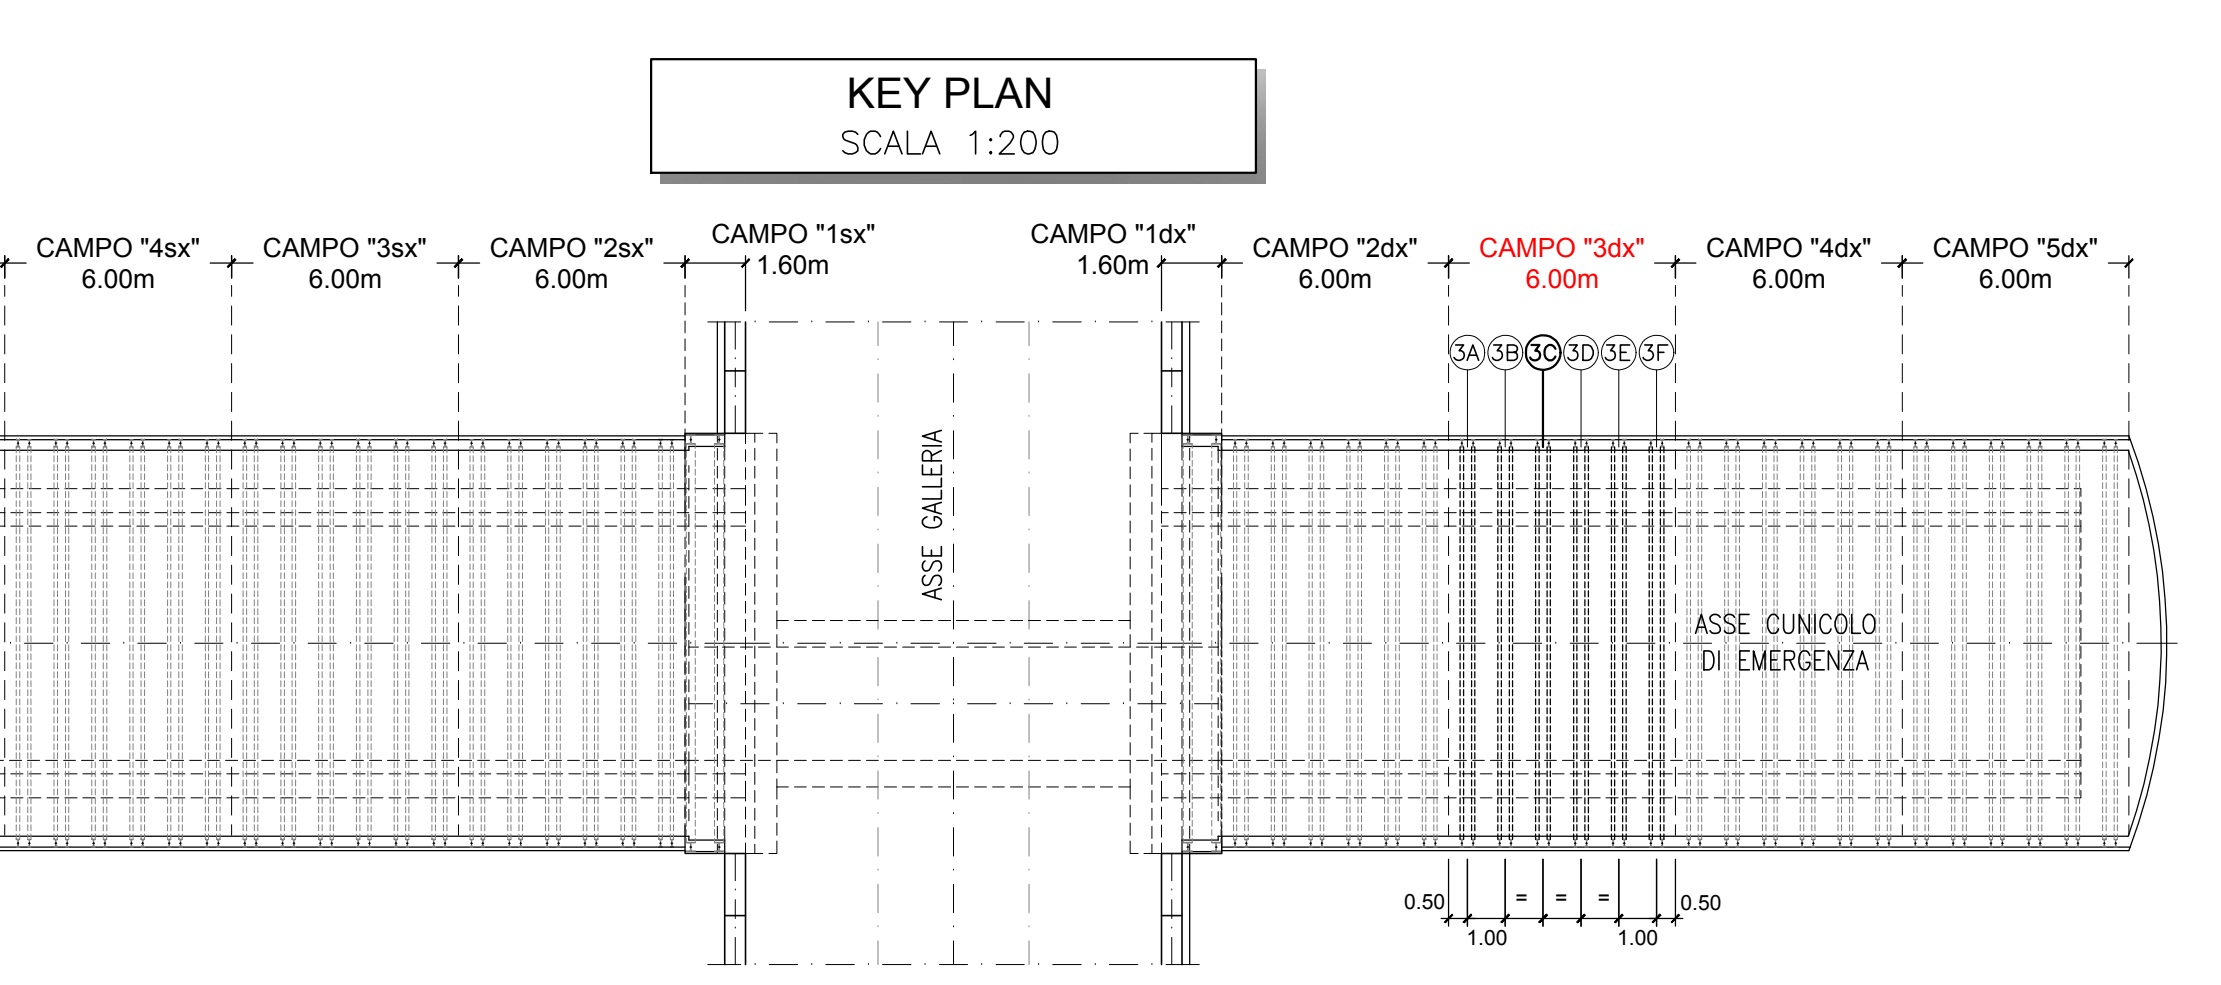 KEY PLAN
SCALA 1:200
CAMPO "4sx"
6.00m
CAMPO "3sx"
6.00m
CAMPO "2sx"
6.00m
CAMPO "1sx"
1.60m
CAMPO "1dx"
1.60m
CAMPO "2dx"
6.00m
CAMPO "3dx"
6.00m
CAMPO "4dx"
6.00m
CAMPO "5dx"
6.00m
3A 3B 3C 3D 3E 3F
ASSE GALLERIA
ASSE CUNICOLO
DI EMERGENZA
0.50 = = = 0.50
1.00 1.00